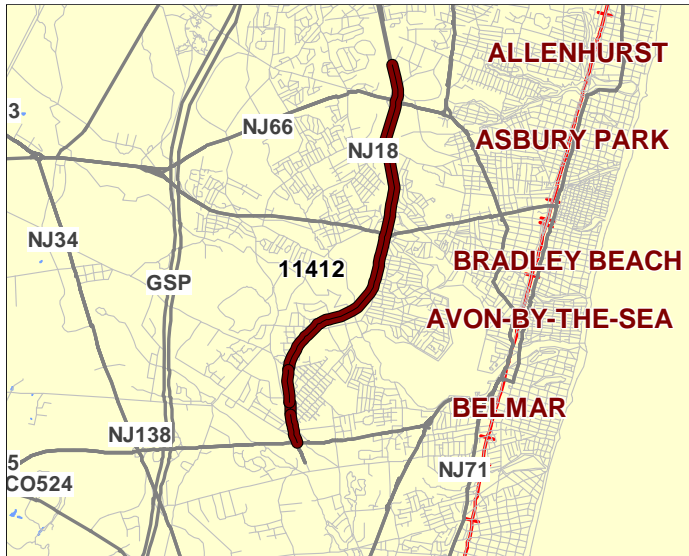 ALLENHURST
3
NJ66
ASBURY PARK
NJ18
NJ34
11412
BRADLEY BEACH
GSP
AVON-BY-THE-SEA
BELMAR
NJ138
5
NJ71
CO524